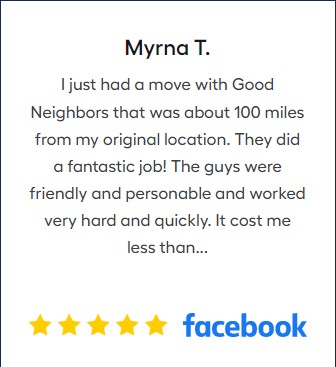 Myrna T.
I just had a move with Good
Neighbors that was about 100 miles
from my original location. They did
a fantastic job! The guys were
friendly and personable and worked
very hard and quickly. It cost me
less than...
facebook